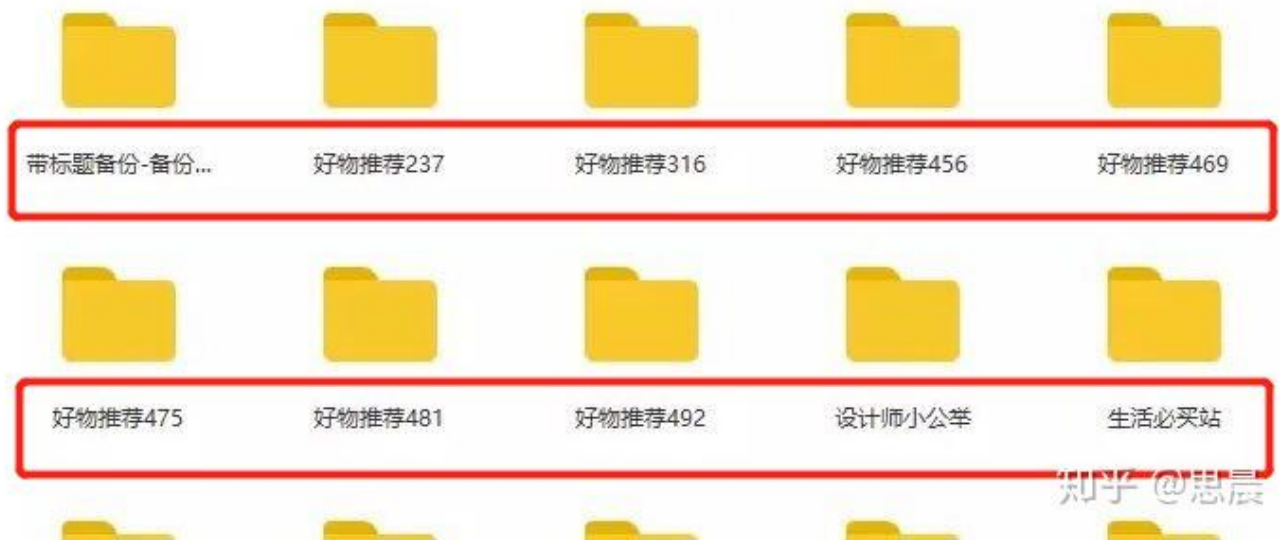 带标题备份-备份... 好物推荐237 好物推荐316 好物推荐456 好物推荐469
好物推荐475 好物推荐481 好物推荐492 设计师小公举 生活必买站
知乎 @思晨